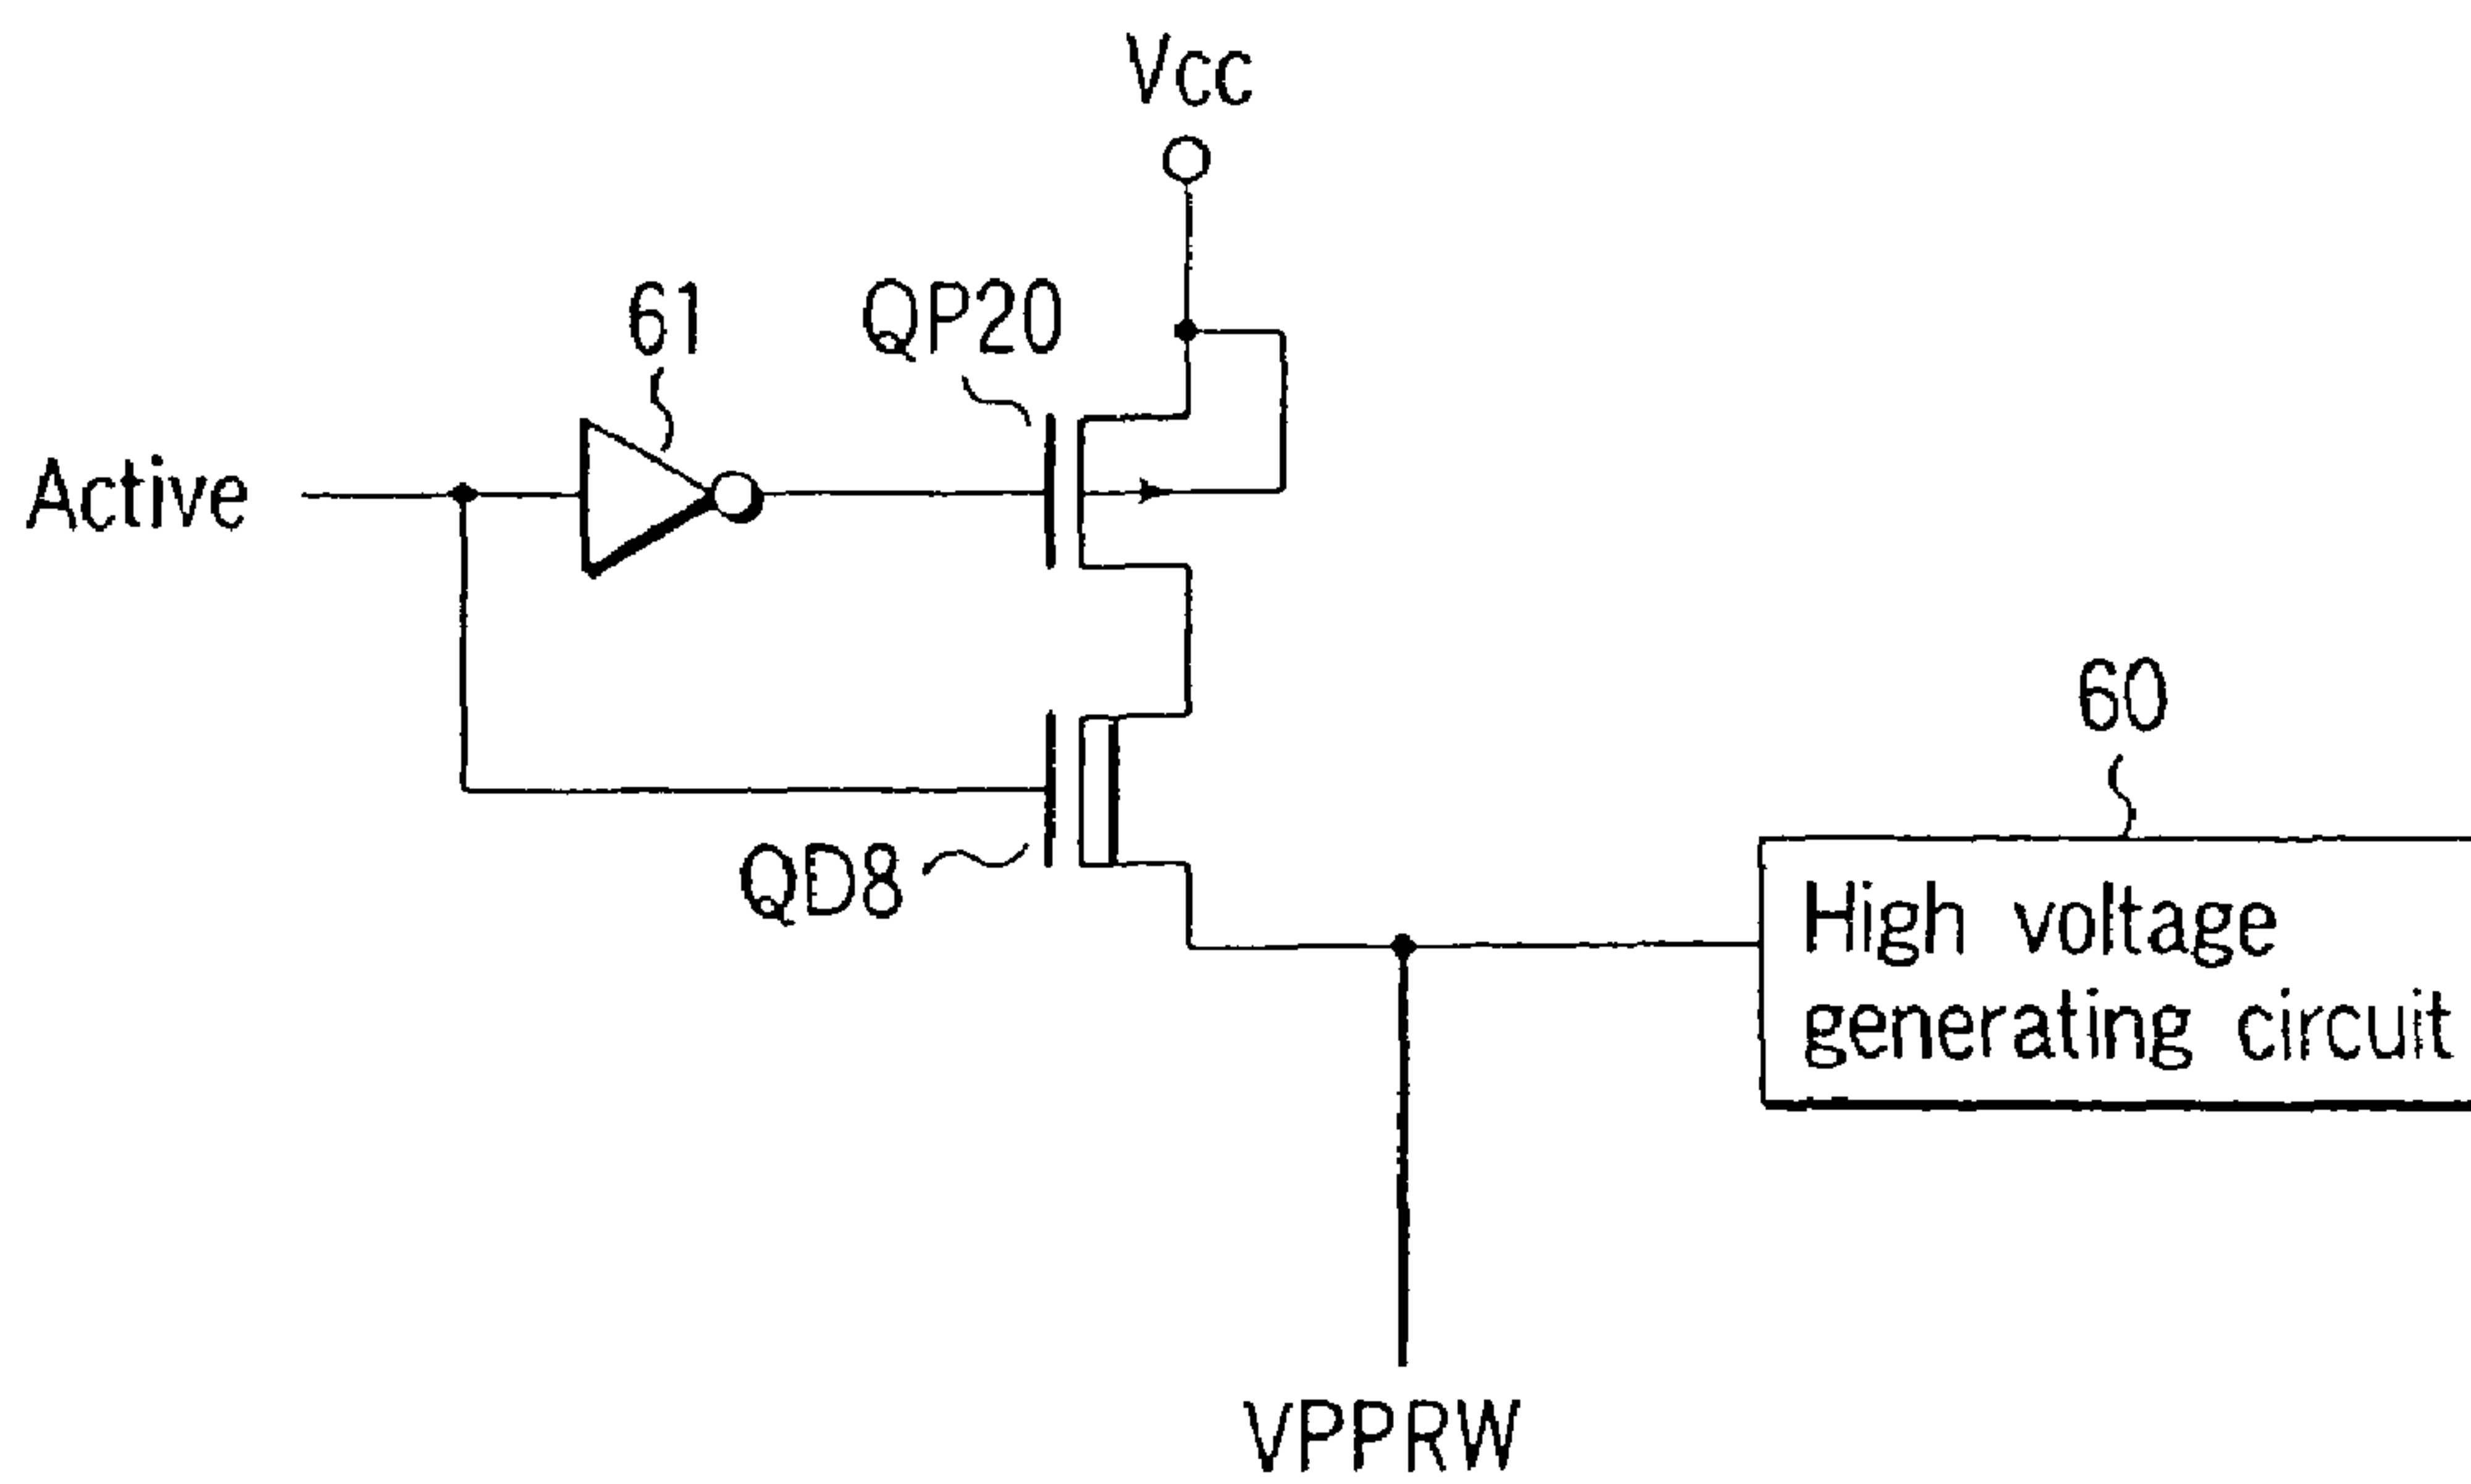 Vcc
61
QP20
Active
60
QD8
High voltage
generating circuit
VPPRW